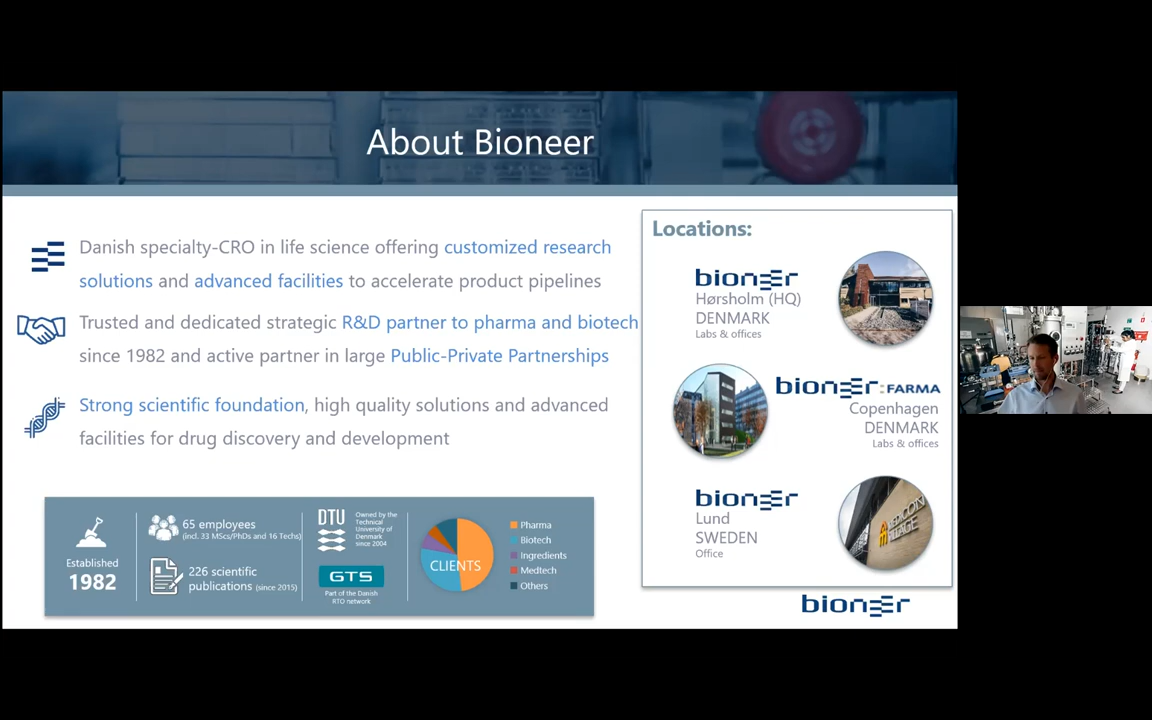 About Bioneer
Danish specialty-CRO in life science offering customized research
solutions and advanced facilities to accelerate product pipelines
Trusted and dedicated strategic R&D partner to pharma and biotech
since 1982 and active partner in large Public-Private Partnerships
Strong scientific foundation, high quality solutions and advanced
facilities for drug discovery and development
Established
1982
65 employees
(incl. 33 MScs/PhDs and 16 Techs)
226 scientific
publications (since 2015)
DTU
Owned by the
Technical
University of
Denmark
since 2004
GTS
Part of the Danish
RTO network
CLIENTS
Pharma
Biotech
Ingredients
Medtech
Others
Locations:
bioneer
Hørsholm (HQ)
DENMARK
Labs & offices
bioneer:FARMA
Copenhagen
DENMARK
Labs & offices
bioneer
Lund
SWEDEN
Office
MEDICON
VILLAGE
bioneer